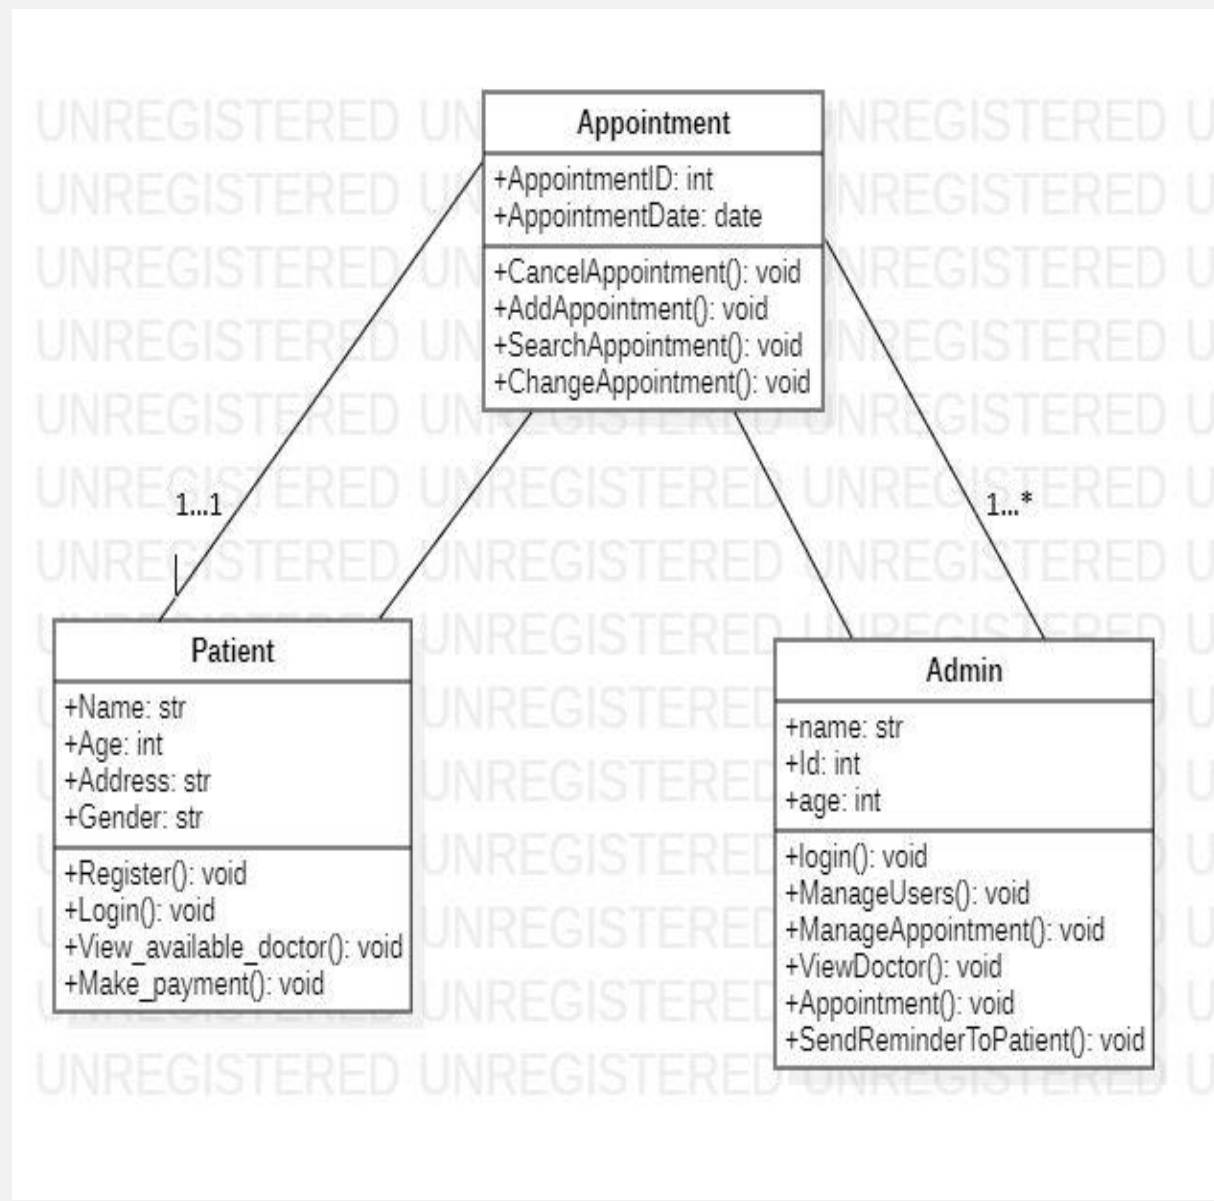 UNREGISTERED
Appointment
+AppointmentID: int
+AppointmentDate: date
+CancelAppointment(): void
+AddAppointment(): void
+SearchAppointment(): void
+ChangeAppointment(): void
1...1
1...*
Patient
+Name: str
+Age: int
+Address: str
+Gender: str
+Register(): void
+Login(): void
+View_available_doctor(): void
+Make_payment(): void
Admin
+name: str
+Id: int
+age: int
+login(): void
+ManageUsers(): void
+ManageAppointment(): void
+ViewDoctor(): void
+Appointment(): void
+SendReminderToPatient(): void